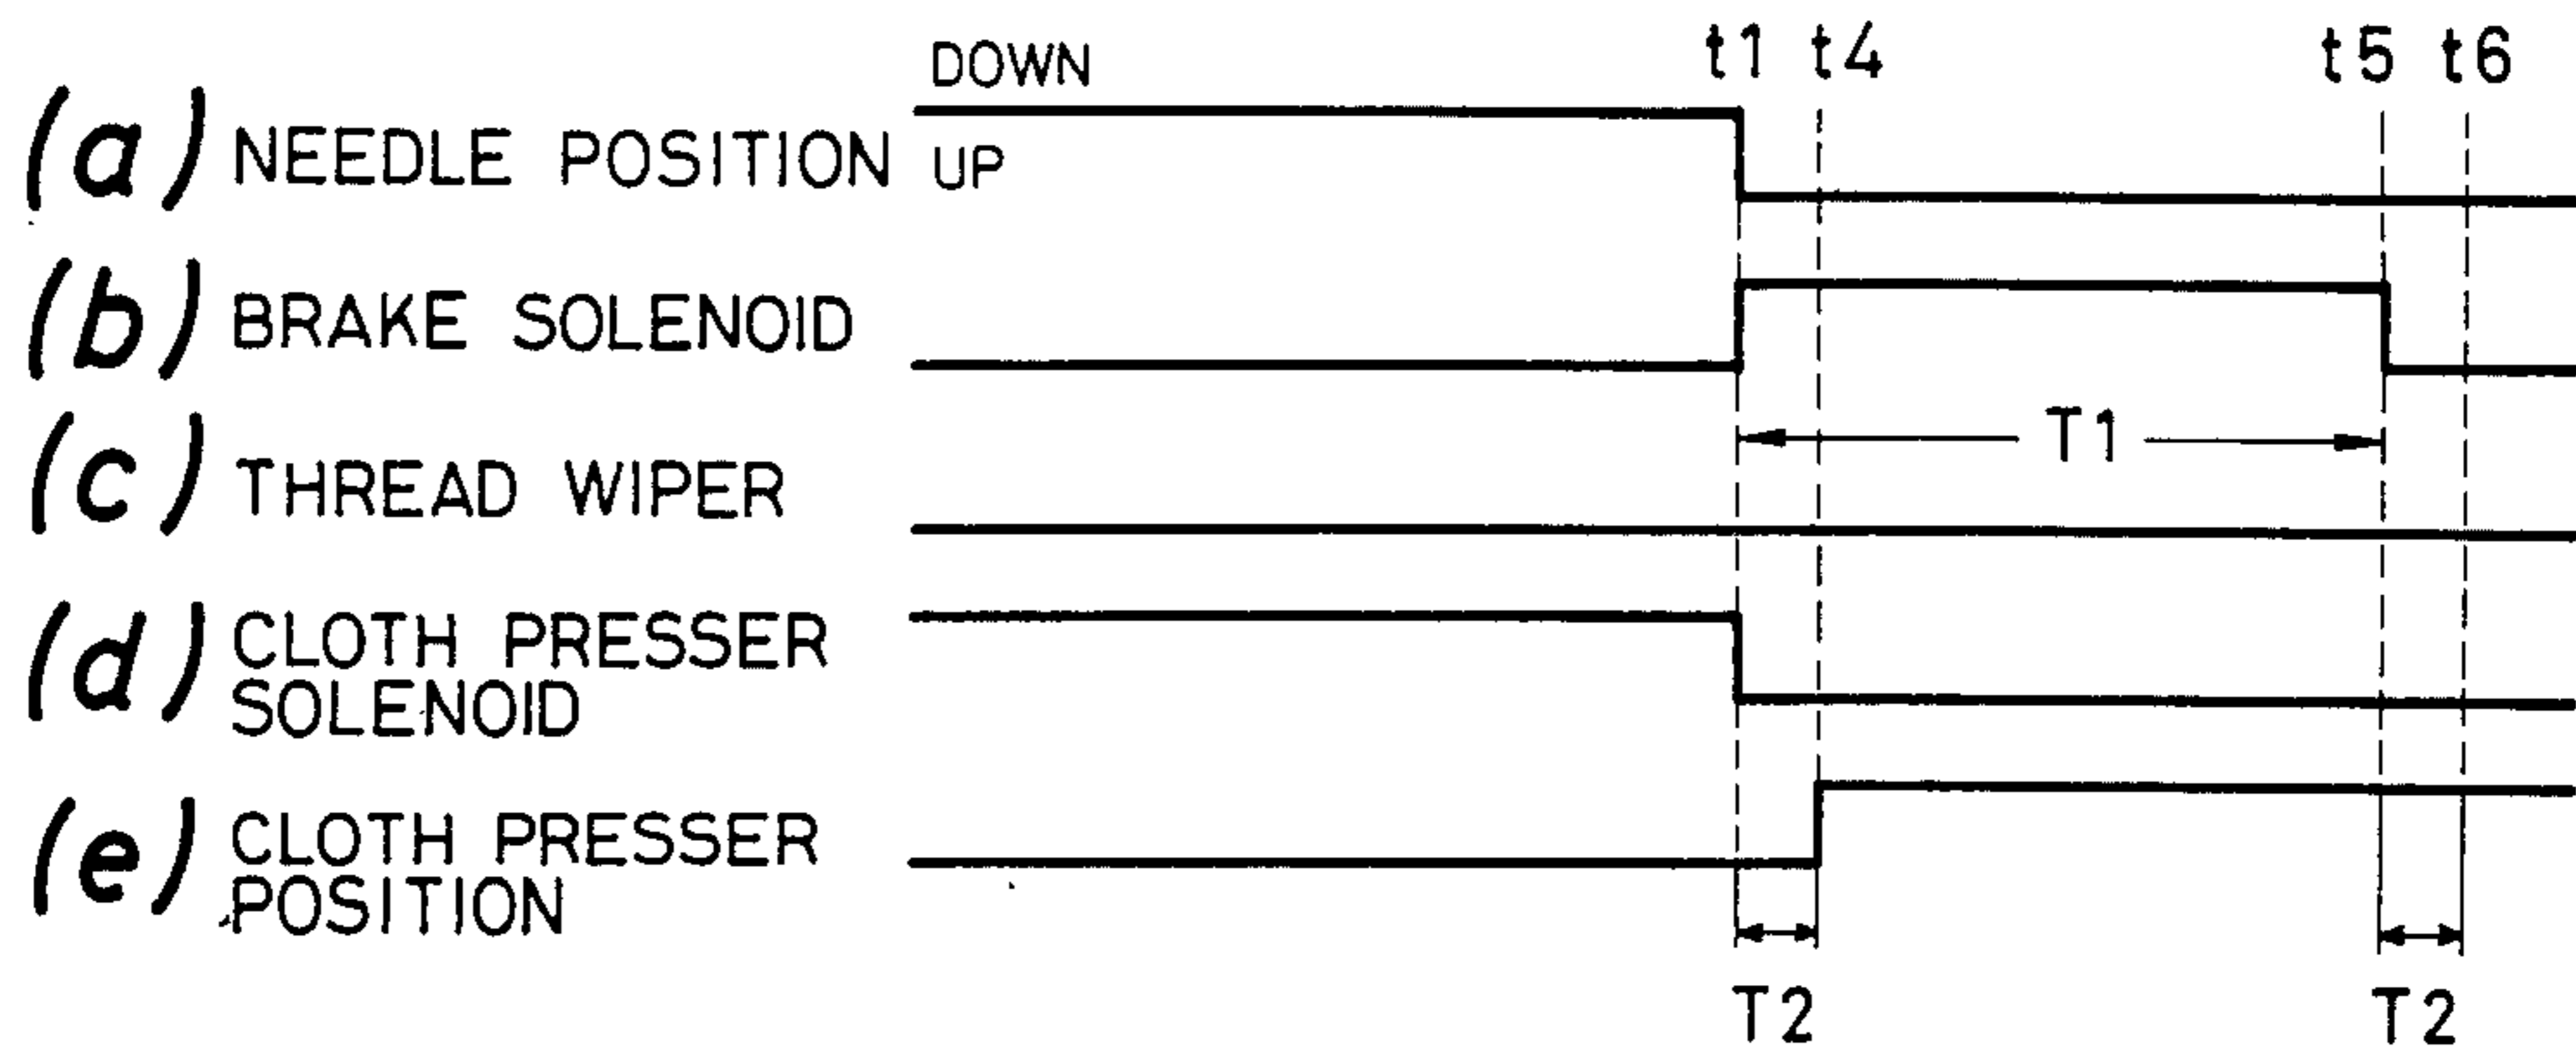 DOWN
t1 t4 t5 t6
(a) NEEDLE POSITION UP
(b) BRAKE SOLENOID
T1
(c) THREAD WIPER
(d) CLOTH PRESSER
SOLENOID
(e) CLOTH PRESSER
POSITION
T2 T2